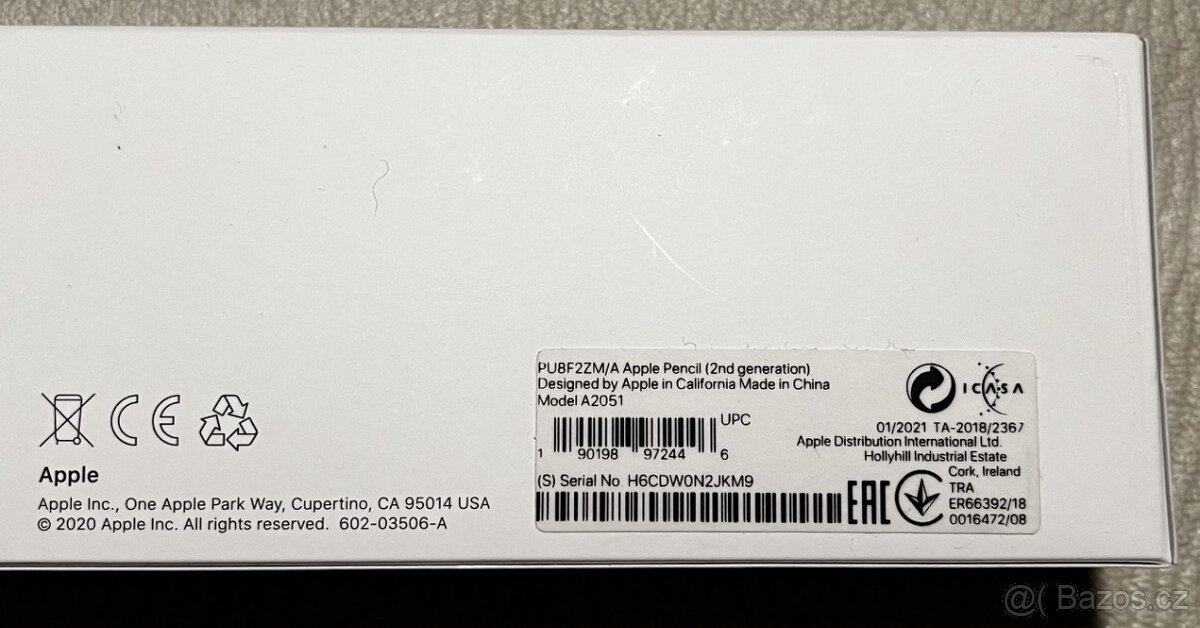 Apple
Apple Inc., One Apple Park Way, Cupertino, CA 95014 USA
© 2020 Apple Inc. All rights reserved. 602-03506-A
PU8F2ZM/A Apple Pencil (2nd generation)
Designed by Apple in California Made in China
Model A2051
UPC
1 90198 97244 6
(S) Serial No. H6CDW0N2JKM9
ICASA
01/2021 TA-2018/2367
Apple Distribution International Ltd.
Hollyhill Industrial Estate
Cork, Ireland
TRA
ER66392/18
0016472/08
EAC
CE
@( Bazos.cz